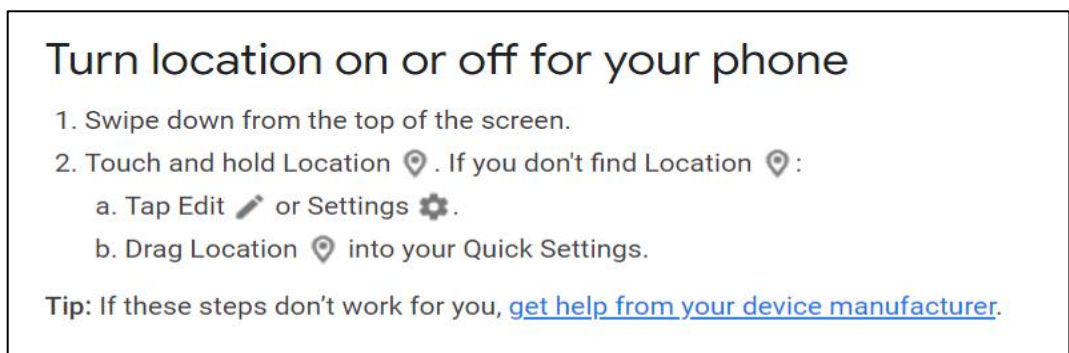 Turn location on or off for your phone
1. Swipe down from the top of the screen.
2. Touch and hold Location . If you don't find Location :
a. Tap Edit or Settings .
b. Drag Location into your Quick Settings.
Tip: If these steps don’t work for you, get help from your device manufacturer.